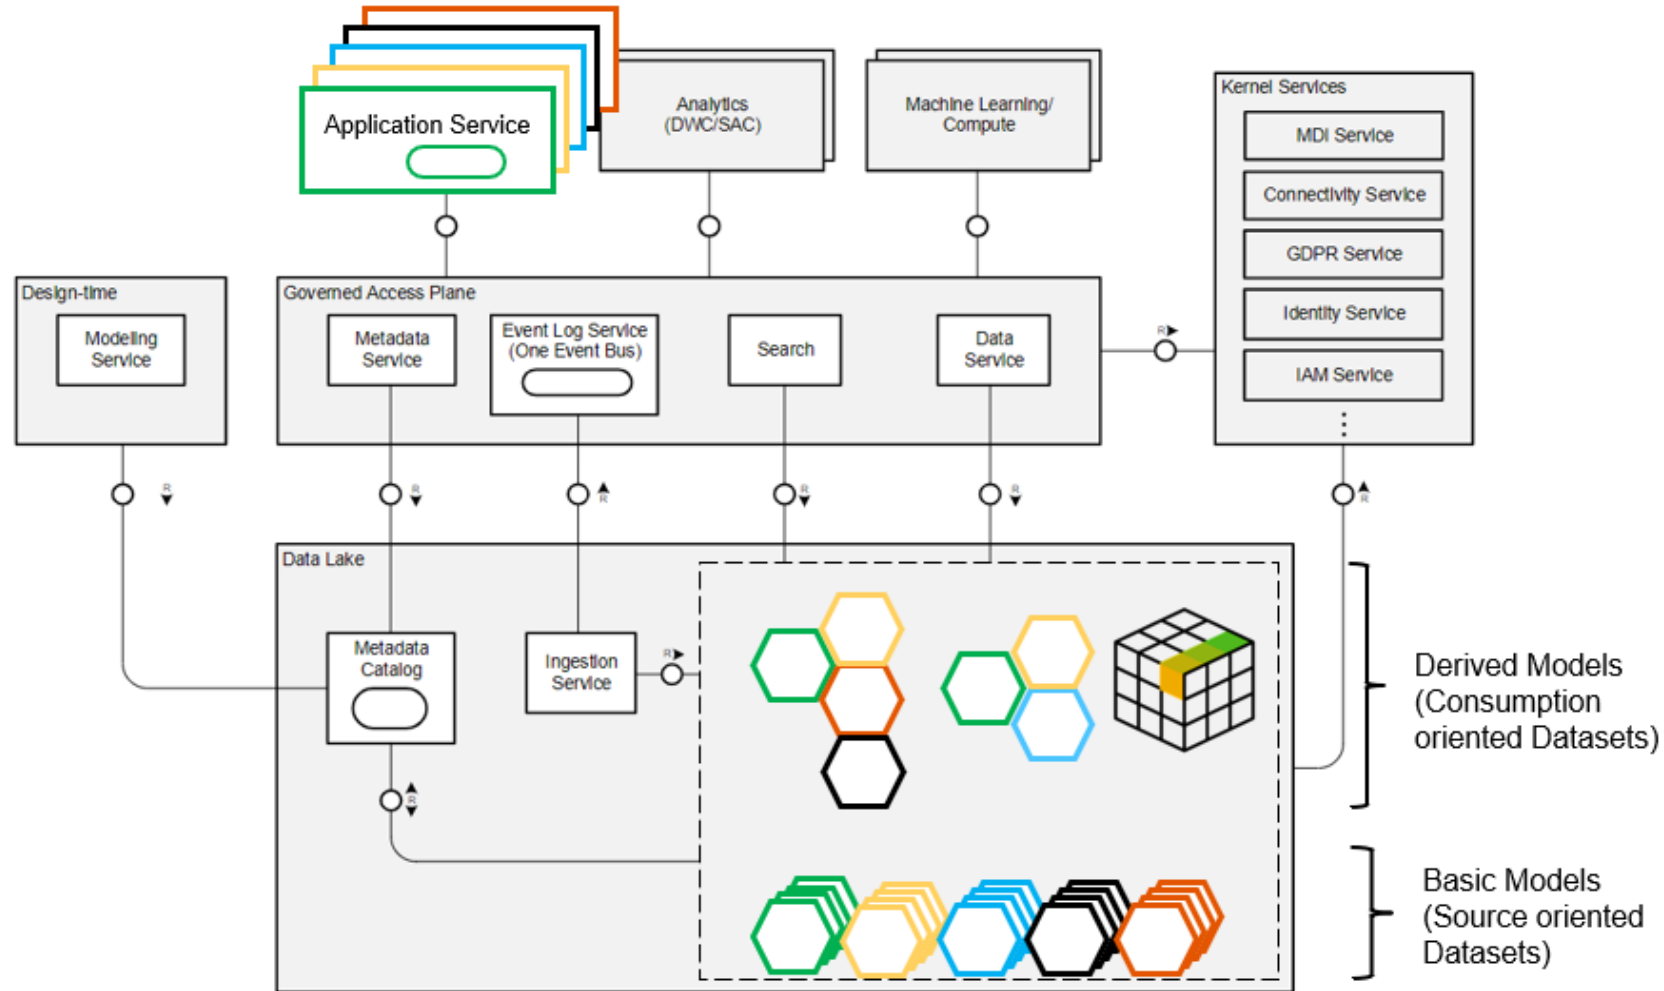 Application Service
Analytics
(DWC/SAC)
Machine Learning/
Compute
Kernel Services
MDI Service
Connectivity Service
GDPR Service
Identity Service
IAM Service
Design-time
Modeling
Service
Governed Access Plane
Metadata
Service
Event Log Service
(One Event Bus)
Search
Data
Service
R
R
R
R
R
R
R
Data Lake
Metadata
Catalog
Ingestion
Service
R
R
Derived Models
(Consumption
oriented Datasets)
Basic Models
(Source oriented
Datasets)